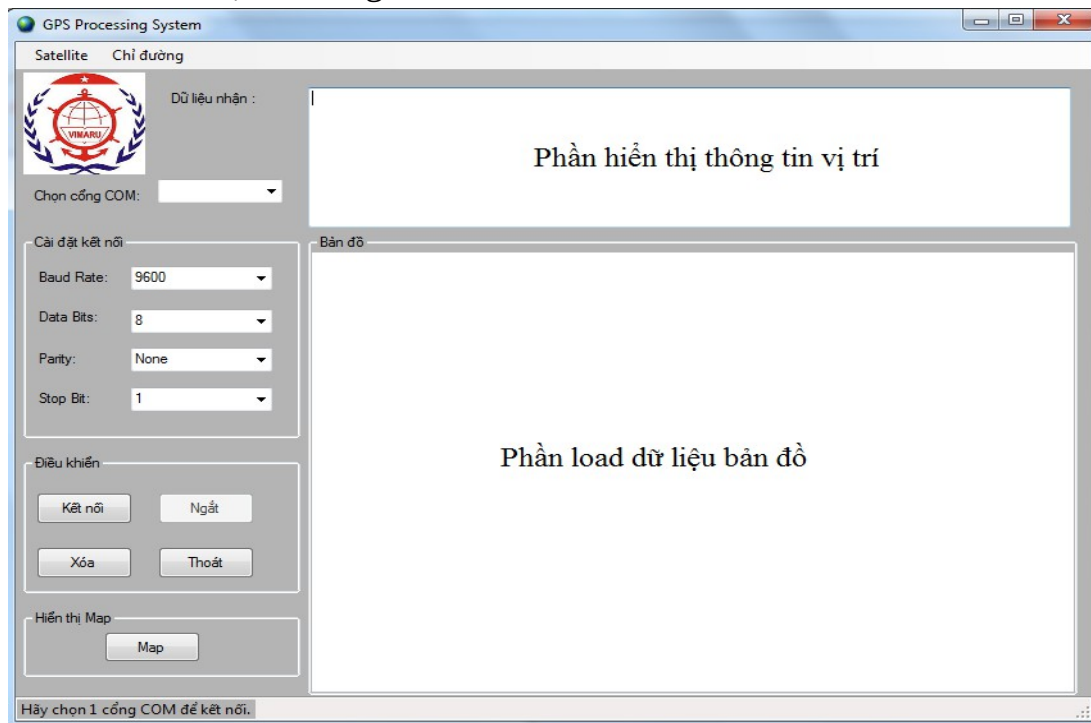 GPS Processing System
Satellite Chỉ đường
VIMARU
Dữ liệu nhận :
Phần hiển thị thông tin vị trí
Chọn cổng COM:
Cài đặt kết nối
Baud Rate: 9600
Data Bits: 8
Parity: None
Stop Bit: 1
Điều khiển
Kết nối Ngắt
Xóa Thoát
Hiển thị Map
Map
Bản đồ
Phần load dữ liệu bản đồ
Hãy chọn 1 cổng COM để kết nối.